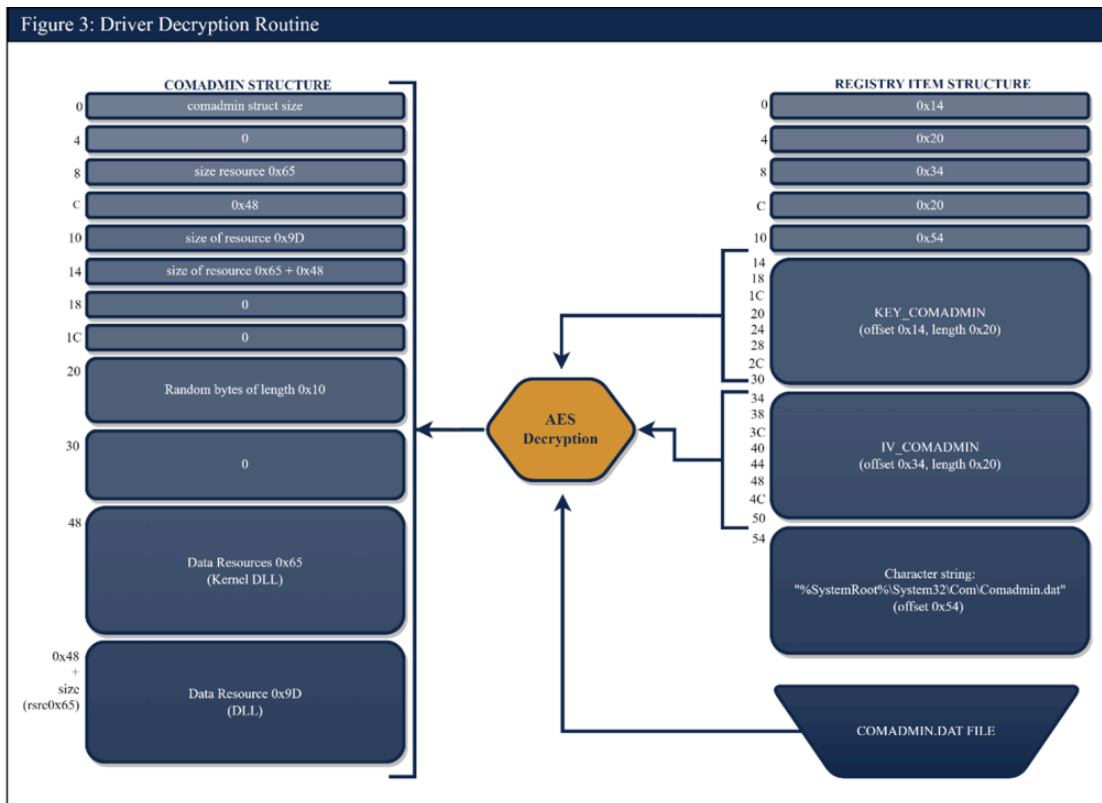 Figure 3: Driver Decryption Routine
COMADMIN STRUCTURE
0
comadmin struct size
4
0
8
size resource 0x65
C
0x48
10
size of resource 0x9D
14
size of resource 0x65 + 0x48
18
0
1C
0
20
Random bytes of length 0x10
30
0
48
Data Resources 0x65
(Kernel DLL)
0x48
+
size
(rsrc0x65)
Data Resource 0x9D
(DLL)
AES
Decryption
REGISTRY ITEM STRUCTURE
0
0x14
4
0x20
8
0x34
C
0x20
10
0x54
14
18
1C
20
24
28
2C
30
KEY_COMADMIN
(offset 0x14, length 0x20)
34
38
3C
40
44
48
4C
50
IV_COMADMIN
(offset 0x34, length 0x20)
54
Character string:
"%SystemRoot%\System32\Com\Comadmin.dat"
(offset 0x54)
COMADMIN.DAT FILE